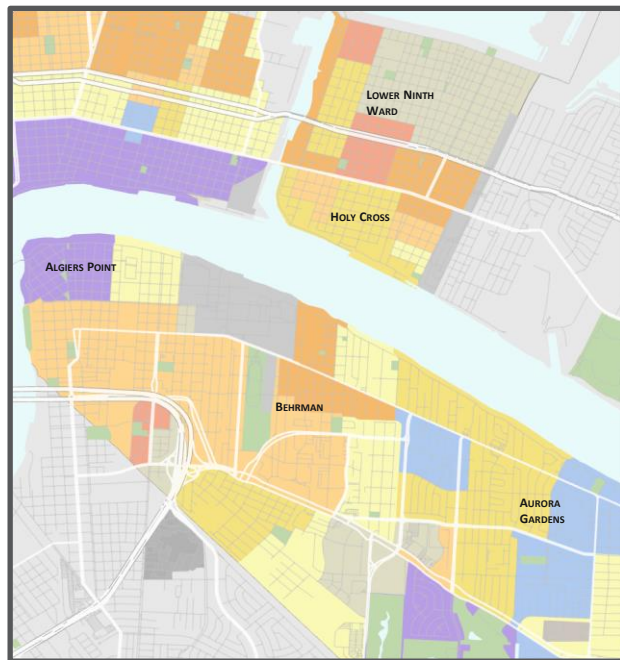 LOWER NINTH
WARD
HOLY CROSS
ALGIERS POINT
BEHRMAN
AURORA
GARDENS